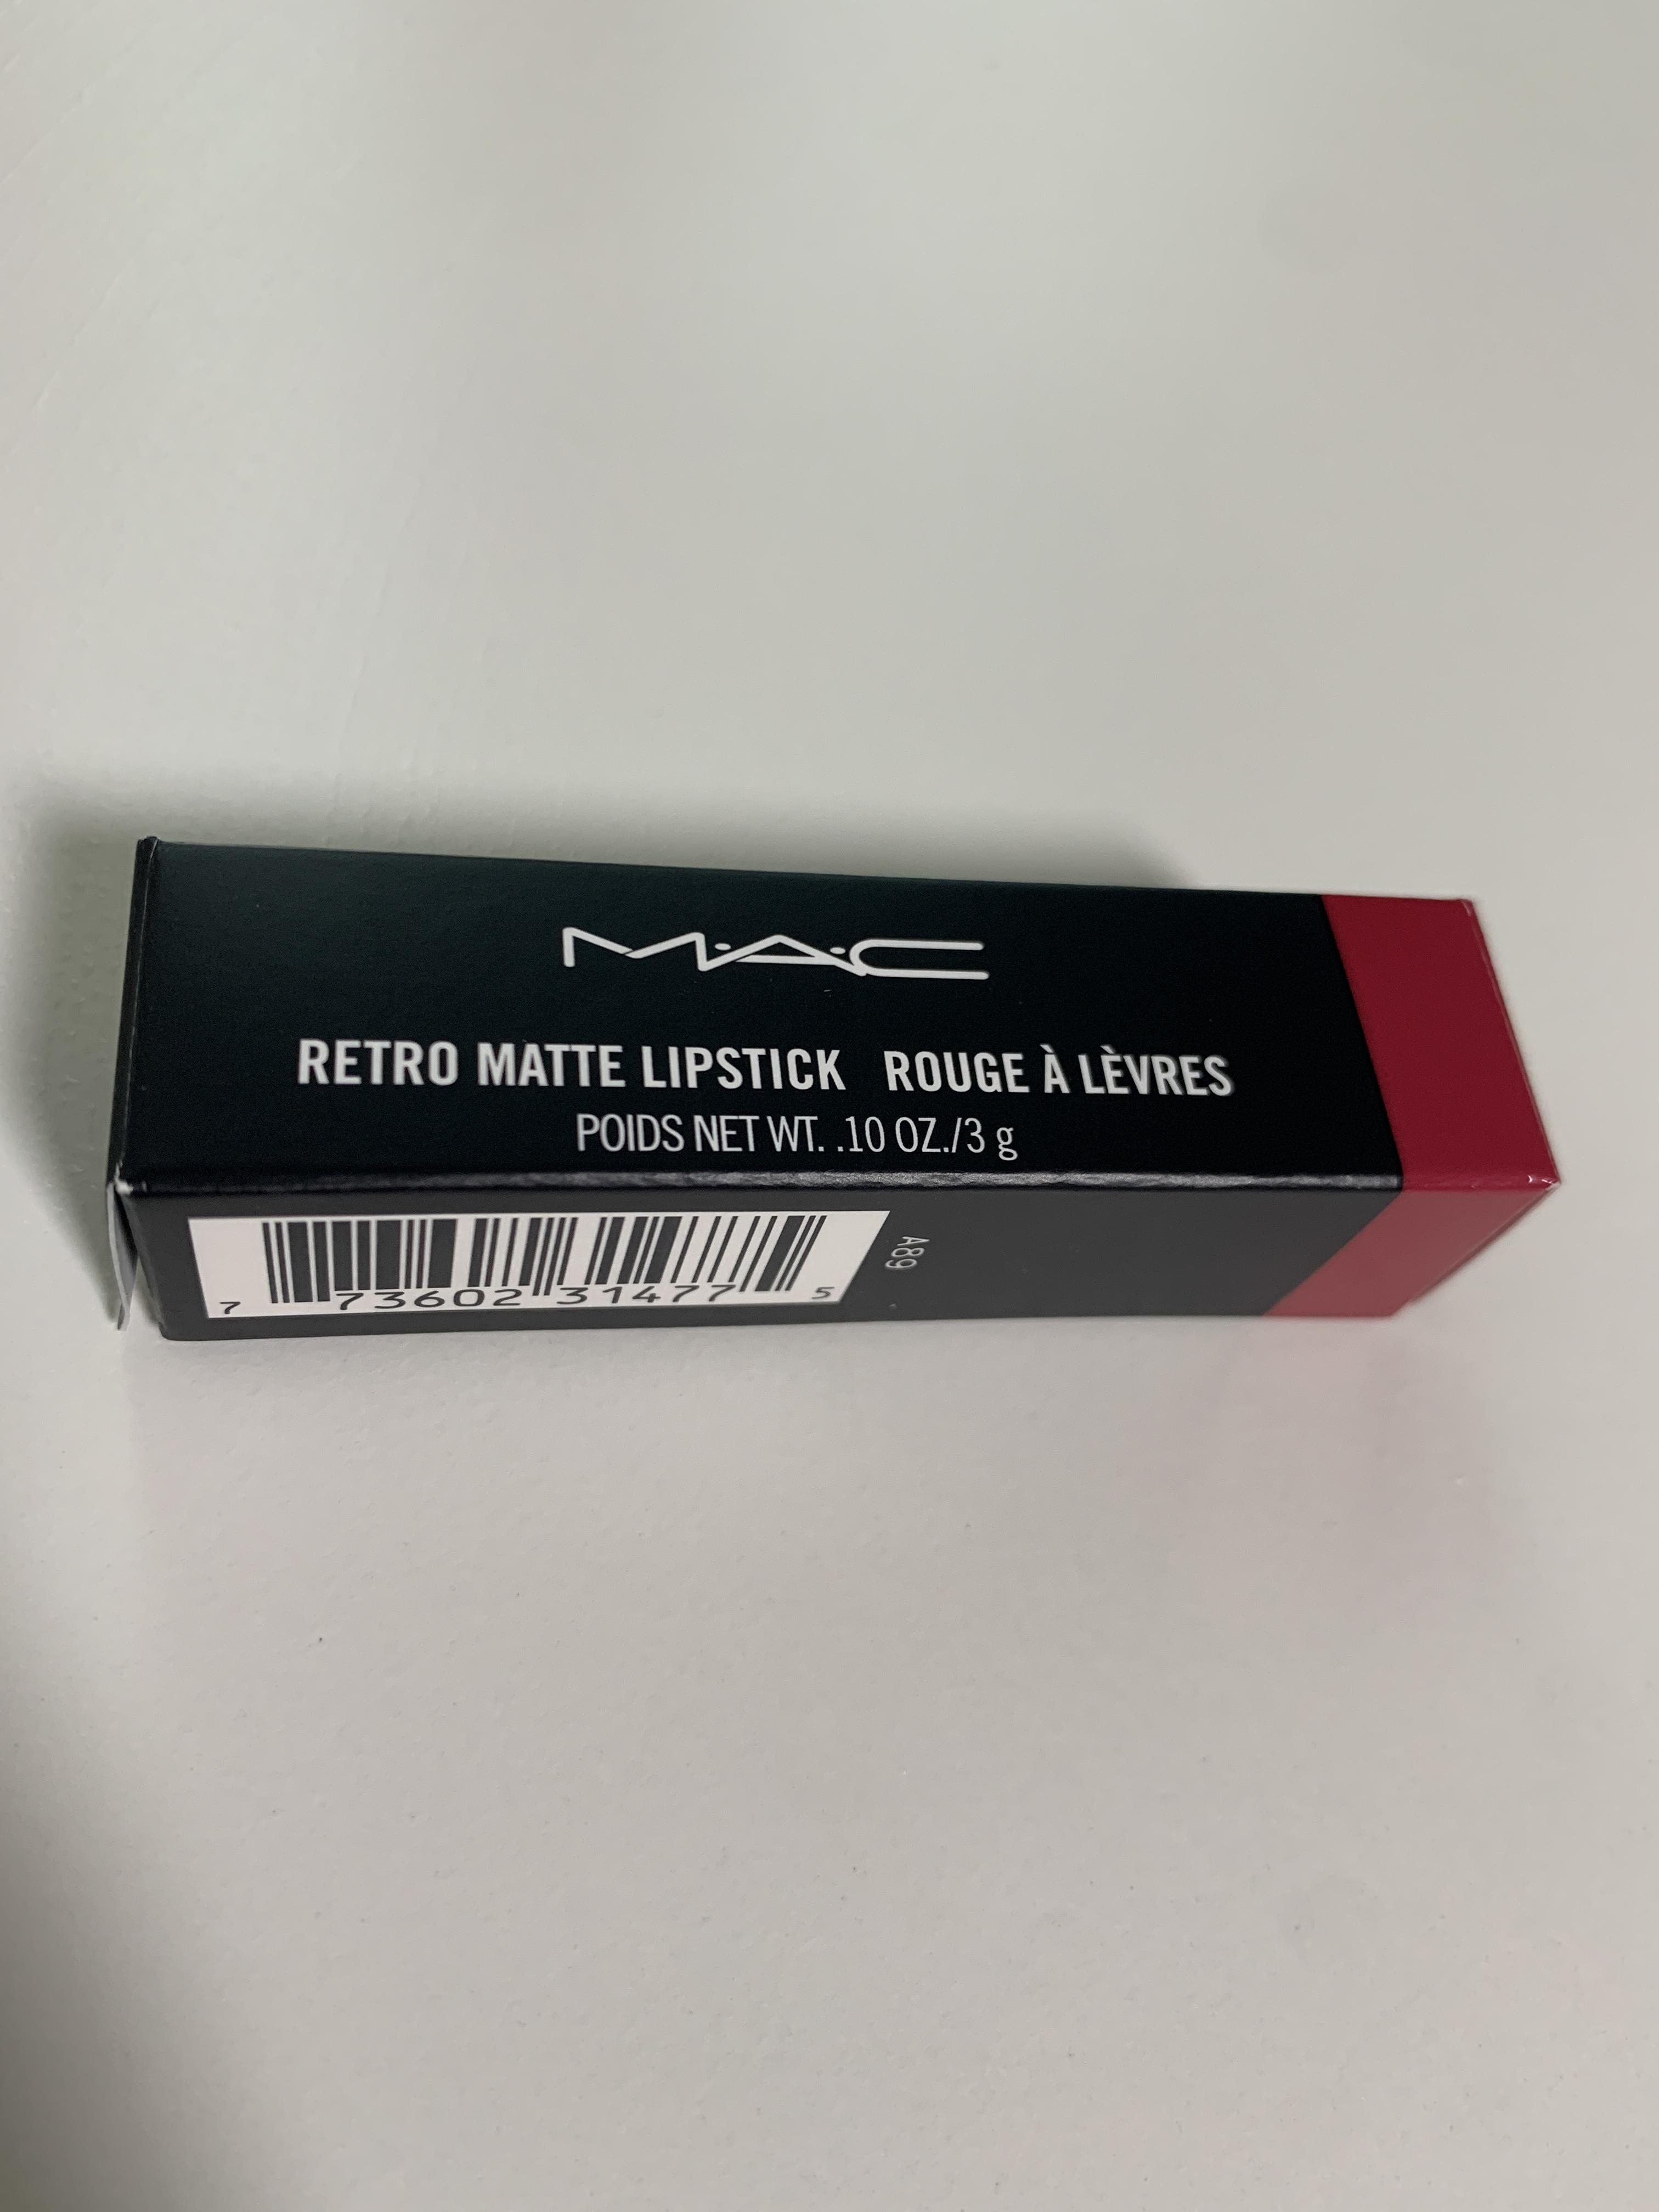 M·A·C
RETRO MATTE LIPSTICK ROUGE À LÈVRES
POIDS NET WT. .10 OZ./3 g
7 73602 31477 5
A89